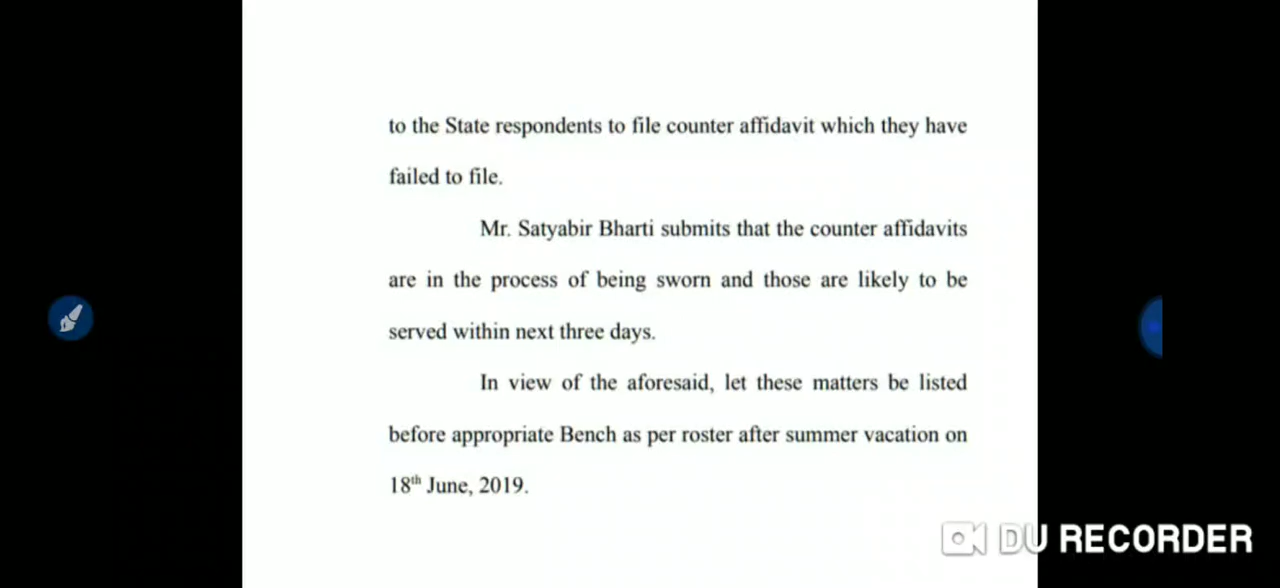 to the State respondents to file counter affidavit which they have
failed to file.
Mr. Satyabir Bharti submits that the counter affidavits
are in the process of being sworn and those are likely to be
served within next three days.
In view of the aforesaid, let these matters be listed
before appropriate Bench as per roster after summer vacation on
18th June, 2019.
DU RECORDER